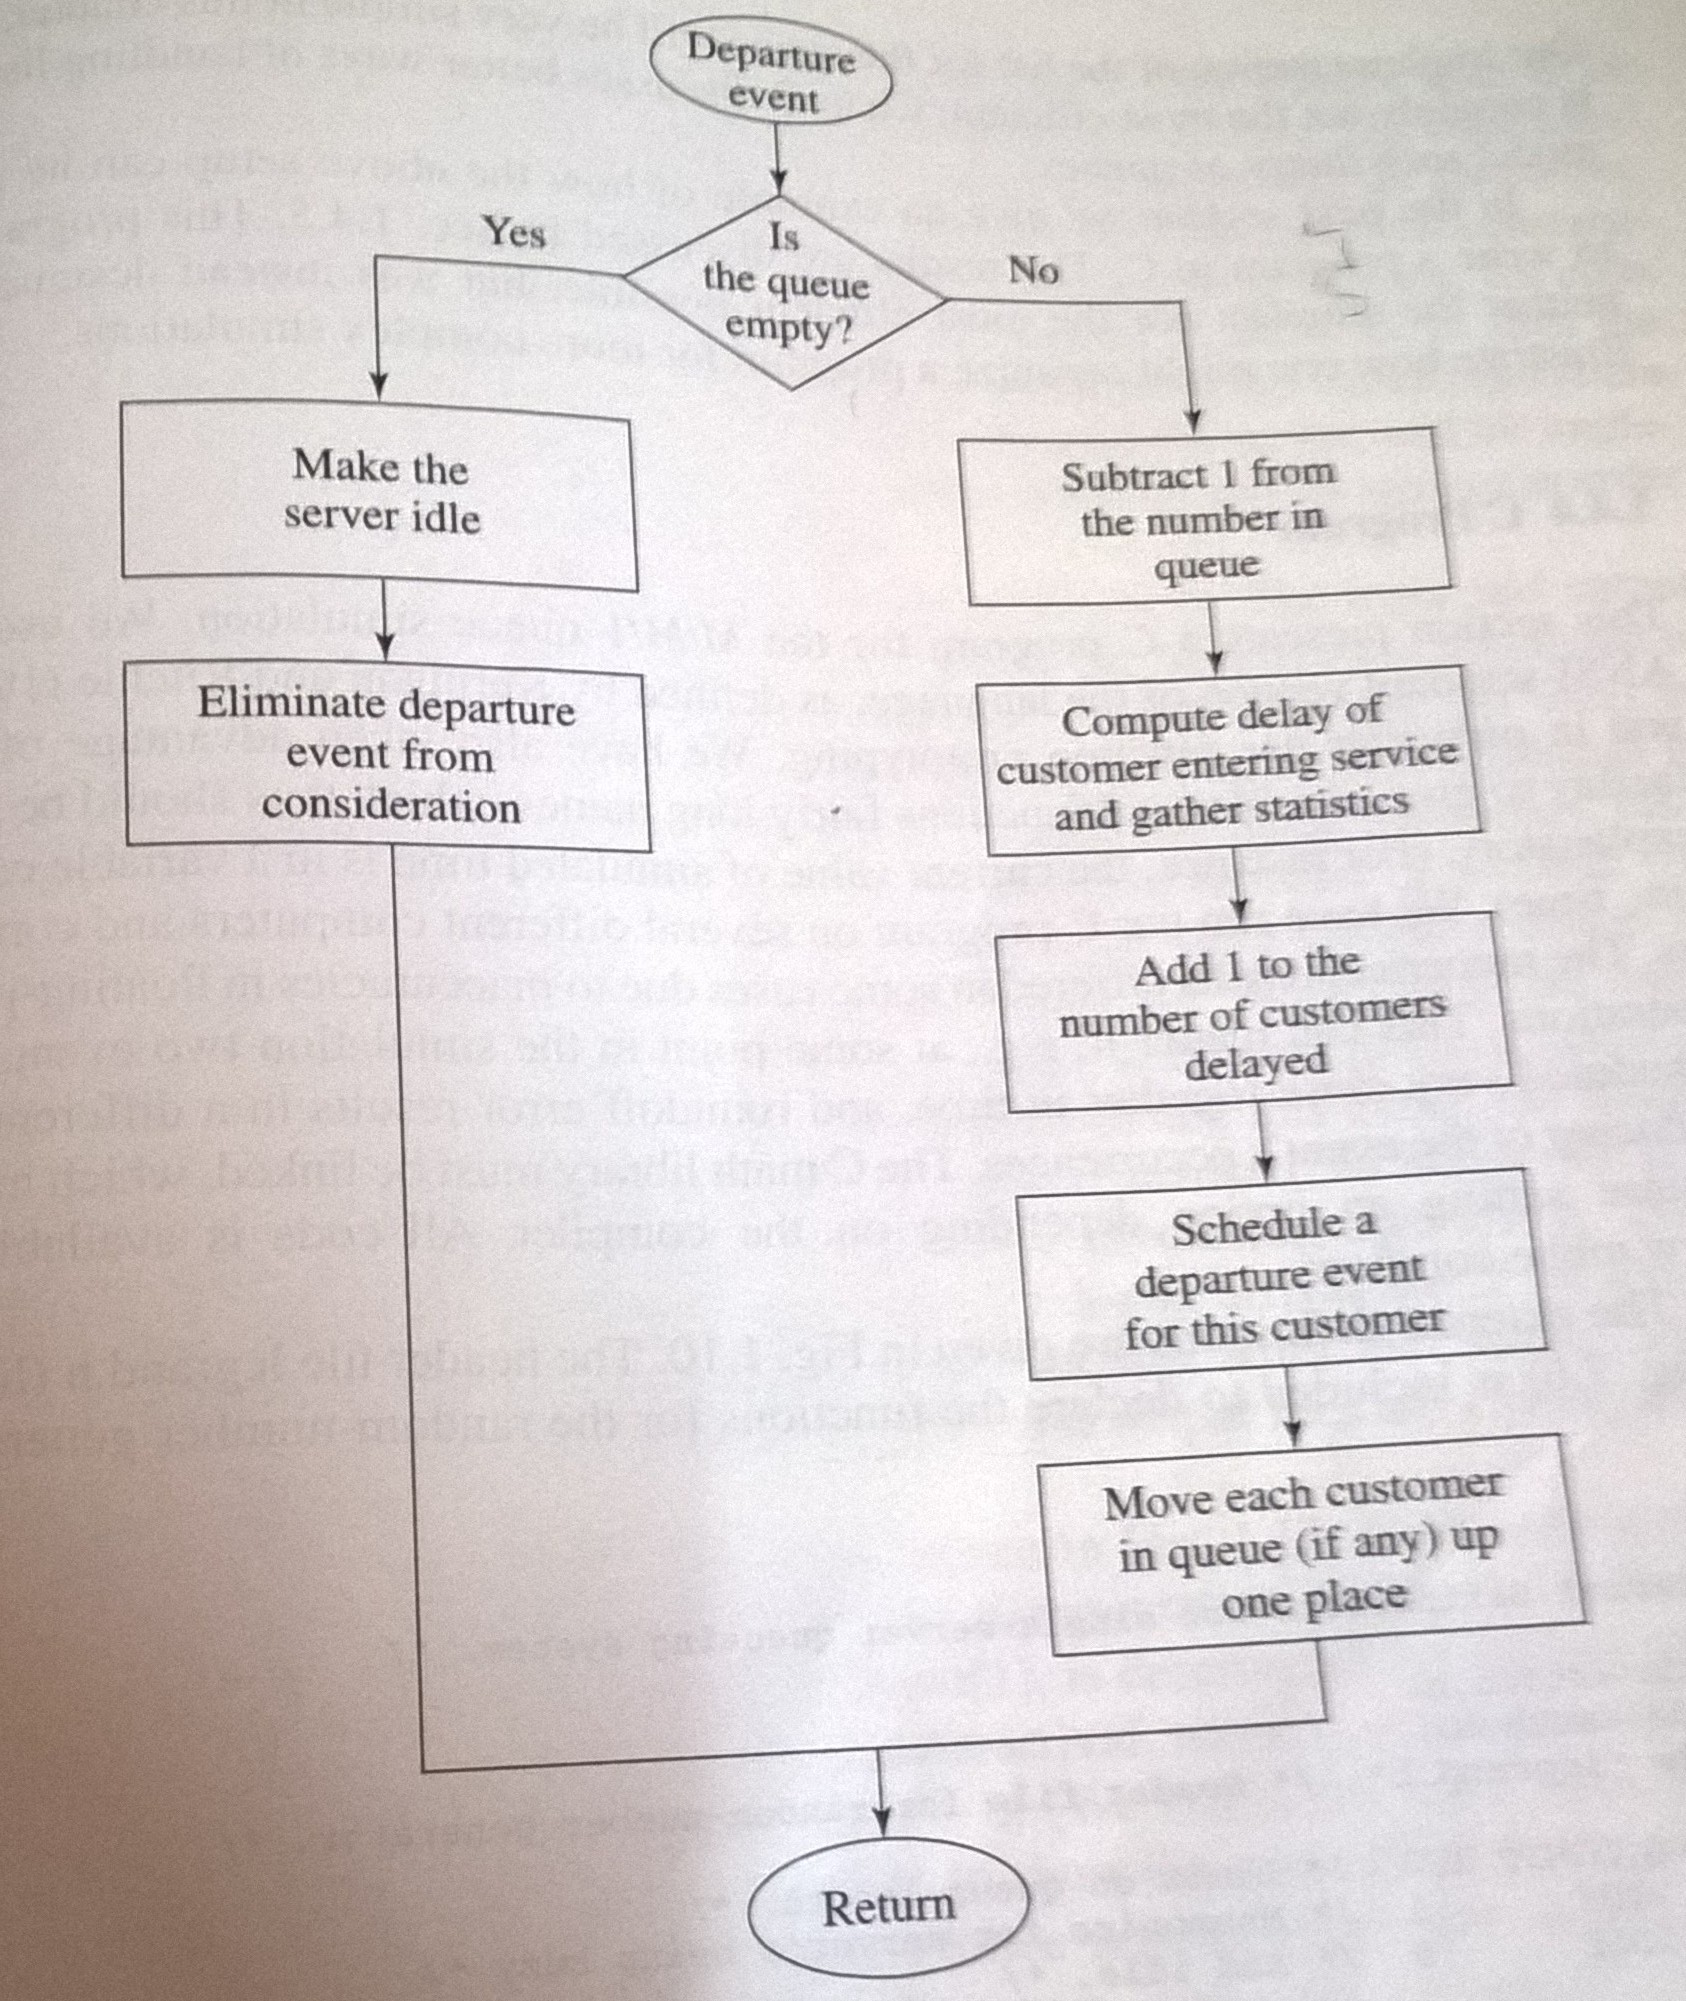 Departure
event
Yes
Is
the queue
empty?
No
Make the
server idle
Eliminate departure
event from
consideration
Subtract 1 from
the number in
queue
Compute delay of
customer entering service
and gather statistics
Add 1 to the
number of customers
delayed
Schedule a
departure event
for this customer
Move each customer
in queue (if any) up
one place
Return